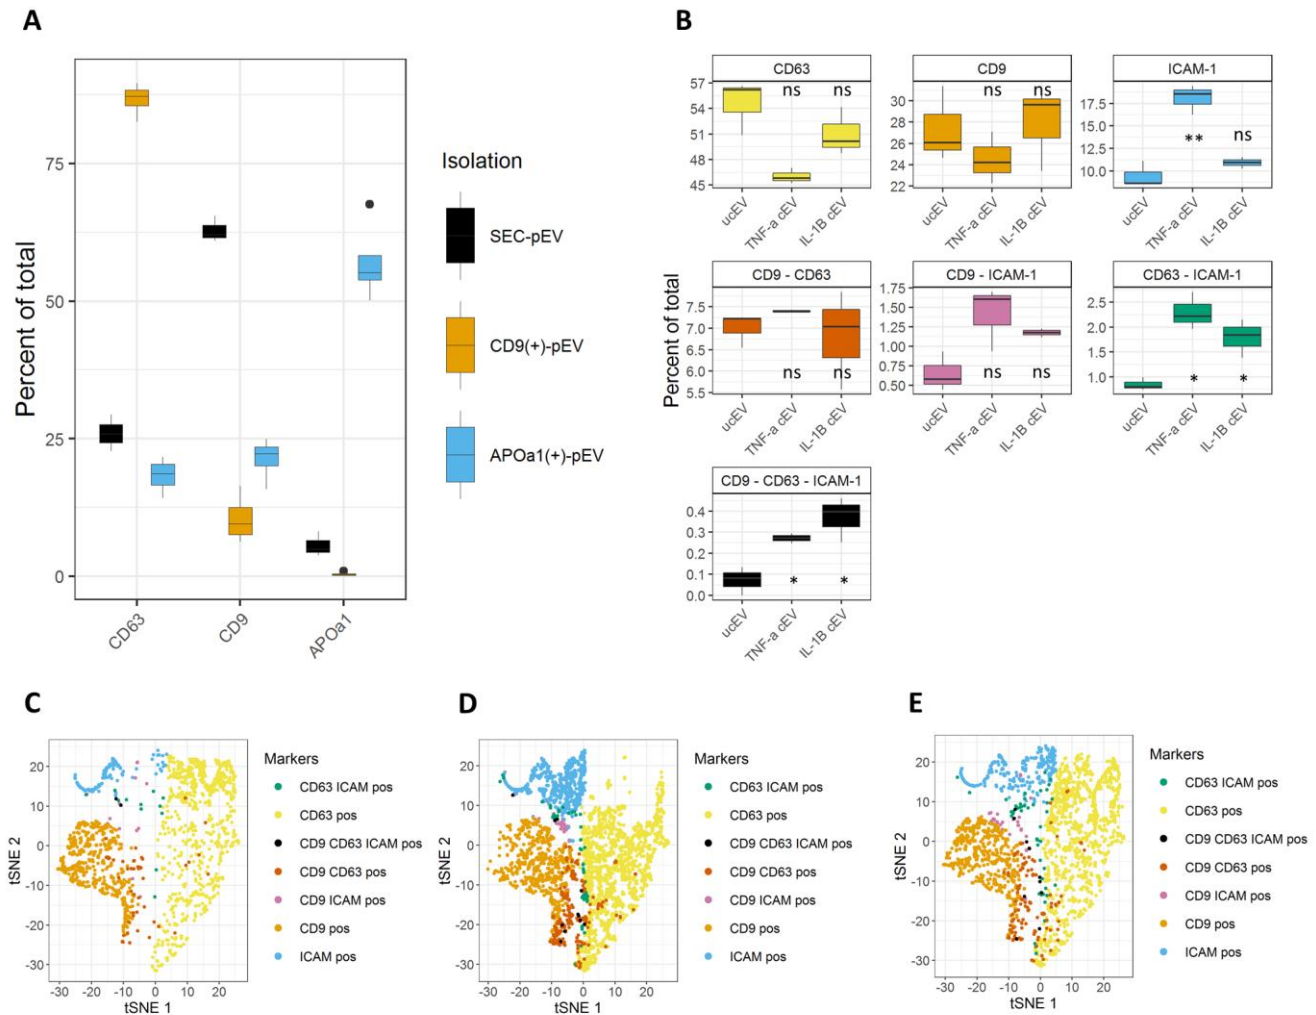 A
Percent of total
75
50
25
0
CD63
CD9
APOa1
Isolation
SEC-pEV
CD9(+)-pEV
APOa1(+)-pEV
B
Percent of total
CD63
57
54
51
48
45
ns
ns
ucEV
TNF-a cEV
IL-1B cEV
CD9
30
28
26
24
22
ns
ns
ucEV
TNF-a cEV
IL-1B cEV
ICAM-1
17.5
15.0
12.5
10.0
**
ns
ucEV
TNF-a cEV
IL-1B cEV
CD9 - CD63
7.5
7.0
6.5
6.0
5.5
ns
ns
ucEV
TNF-a cEV
IL-1B cEV
CD9 - ICAM-1
1.75
1.50
1.25
1.00
0.75
0.50
ns
ns
ucEV
TNF-a cEV
IL-1B cEV
CD63 - ICAM-1
2.5
2.0
1.5
1.0
*
*
ucEV
TNF-a cEV
IL-1B cEV
CD9 - CD63 - ICAM-1
0.4
0.3
0.2
0.1
0.0
*
*
ucEV
TNF-a cEV
IL-1B cEV
C
tSNE 2
20
10
0
-10
-20
-30
-30 -20 -10 0 10 20
tSNE 1
Markers
CD63 ICAM pos
CD63 pos
CD9 CD63 ICAM pos
CD9 CD63 pos
CD9 ICAM pos
CD9 pos
ICAM pos
D
tSNE 2
20
10
0
-10
-20
-30
-30 -20 -10 0 10 20
tSNE 1
Markers
CD63 ICAM pos
CD63 pos
CD9 CD63 ICAM pos
CD9 CD63 pos
CD9 ICAM pos
CD9 pos
ICAM pos
E
tSNE 2
20
10
0
-10
-20
-30
-30 -20 -10 0 10 20
tSNE 1
Markers
CD63 ICAM pos
CD63 pos
CD9 CD63 ICAM pos
CD9 CD63 pos
CD9 ICAM pos
CD9 pos
ICAM pos